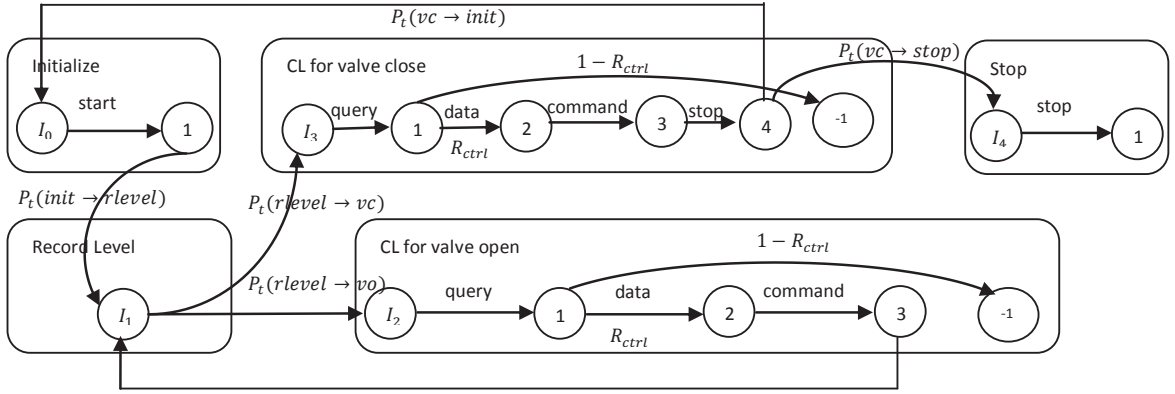 P_t(vc → init)
Initialize
start
I_0
1
CL for valve close
1 − R_ctrl
query
data
command
stop
I_3
1
2
3
4
-1
R_ctrl
P_t(vc → stop)
Stop
stop
I_4
1
P_t(init → rlevel)
P_t(rlevel → vc)
Record Level
I_1
P_t(rlevel → vo)
CL for valve open
1 − R_ctrl
query
data
command
I_2
1
2
3
-1
R_ctrl